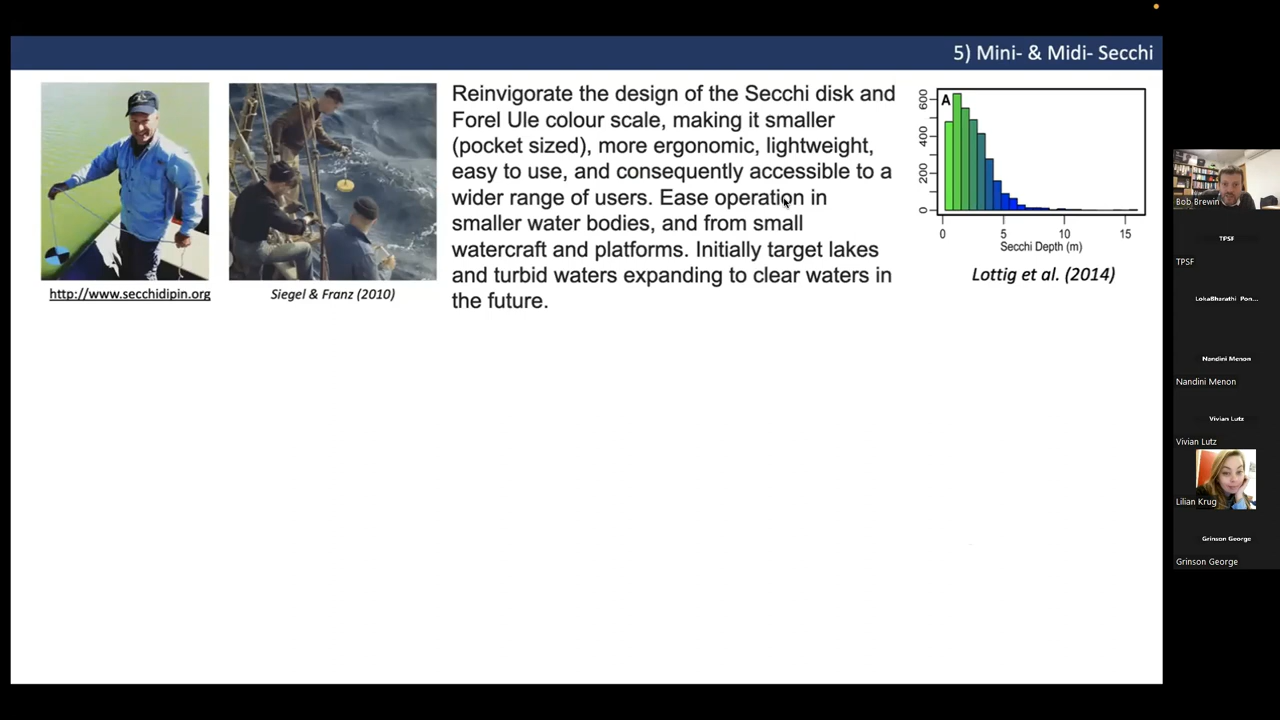 5) Mini- & Midi- Secchi
Reinvigorate the design of the Secchi disk and
Forel Ule colour scale, making it smaller
(pocket sized), more ergonomic, lightweight,
easy to use, and consequently accessible to a
wider range of users. Ease operation in
smaller water bodies, and from small
watercraft and platforms. Initially target lakes
and turbid waters expanding to clear waters in
the future.
http://www.secchidipin.org
Siegel & Franz (2010)
A
600
400
200
0
0 5 10 15
Secchi Depth (m)
Lottig et al. (2014)
Bob Brewin
TPSF
TPSF
LokaBharathi Pon...
Nandini Menon
Nandini Menon
Vivian Lutz
Vivian Lutz
Lilian Krug
Grinson George
Grinson George